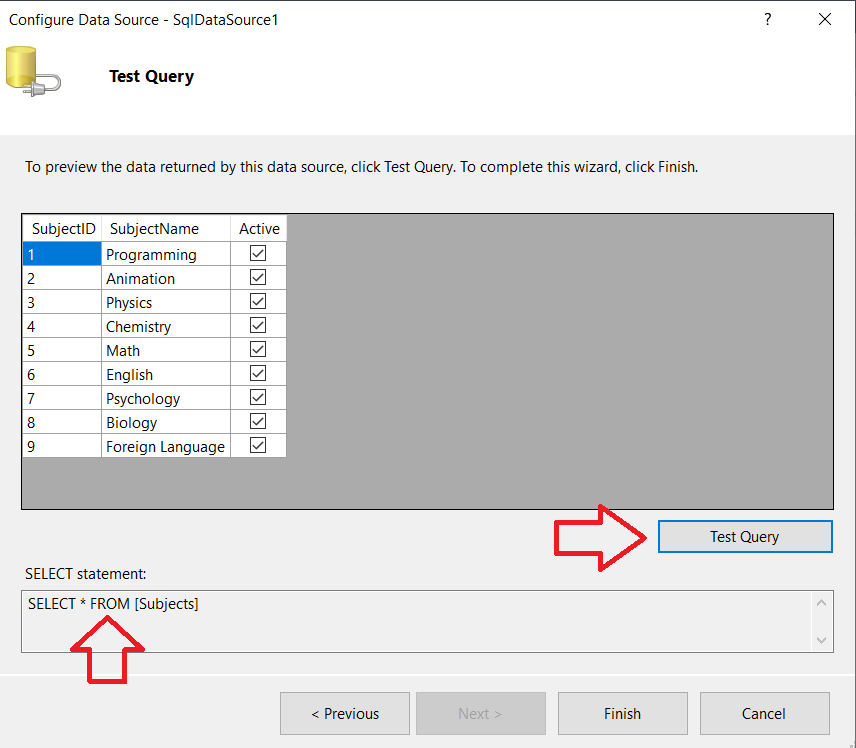 Configure Data Source - SqlDataSource1 ?
Test Query
To preview the data returned by this data source, click Test Query. To complete this wizard, click Finish.
SubjectID SubjectName Active
1 Programming
2 Animation
3 Physics
4 Chemistry
5 Math
6 English
7 Psychology
8 Biology
9 Foreign Language
Test Query
SELECT statement:
SELECT * FROM [Subjects]
< Previous Next > Finish Cancel